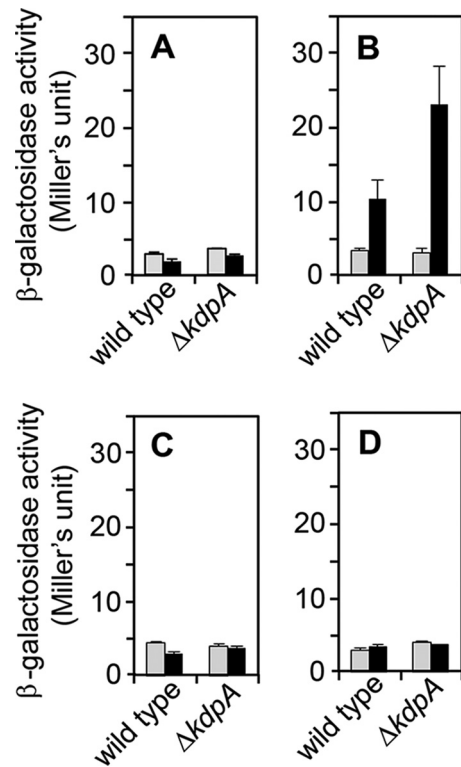 A
B
β-galactosidase activity
(Miller's unit)
30
20
10
0
30
20
10
0
wild type
ΔkdpA
wild type
ΔkdpA
C
D
β-galactosidase activity
(Miller's unit)
30
20
10
0
30
20
10
0
wild type
ΔkdpA
wild type
ΔkdpA